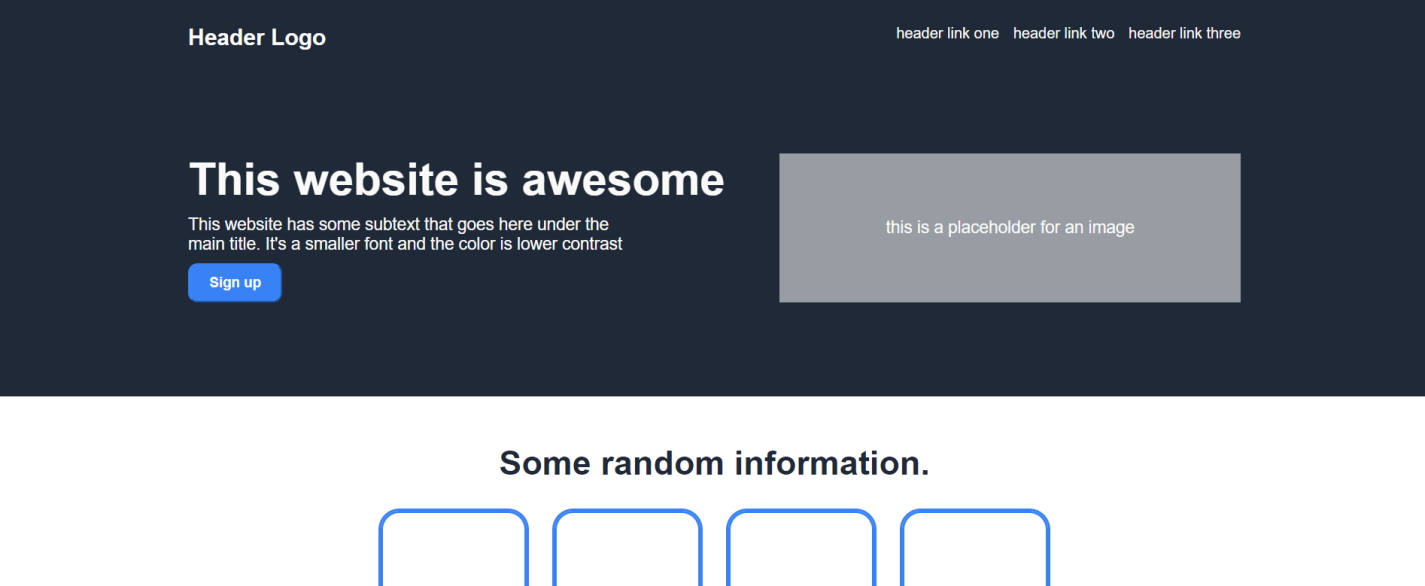 Header Logo
header link one header link two header link three
This website is awesome
This website has some subtext that goes here under the
main title. It's a smaller font and the color is lower contrast
Sign up
this is a placeholder for an image
Some random information.